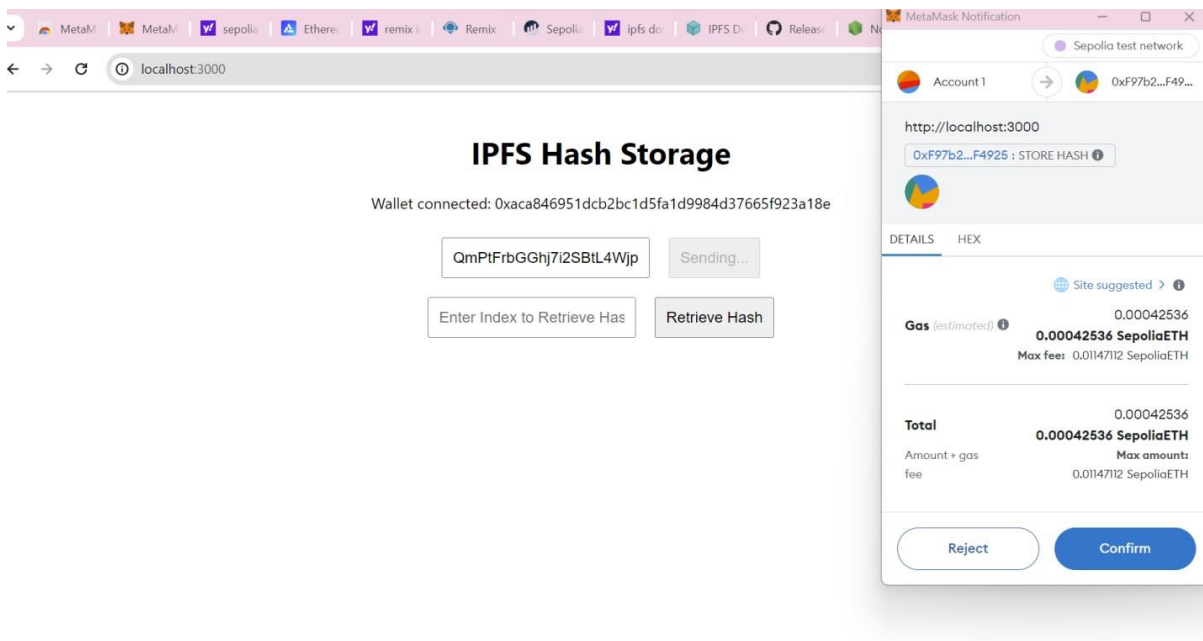 MetaM
MetaM
sepolia
Ethere
remix i
Remix
Sepolia
ipfs do
IPFS De
Release
localhost:3000
IPFS Hash Storage
Wallet connected: 0xaca846951dcb2bc1d5fa1d9984d37665f923a18e
QmPtFrbGGhj7i2SBtL4Wjp
Sending...
Enter Index to Retrieve Has
Retrieve Hash
MetaMask Notification
Sepolia test network
Account 1
0xF97b2...F49...
http://localhost:3000
0xF97b2...F4925 : STORE HASH
DETAILS HEX
Site suggested >
0.00042536
Gas (estimated)
0.00042536 SepoliaETH
Max fee: 0.01147112 SepoliaETH
0.00042536
Total
0.00042536 SepoliaETH
Amount + gas
fee
Max amount:
0.01147112 SepoliaETH
Reject
Confirm